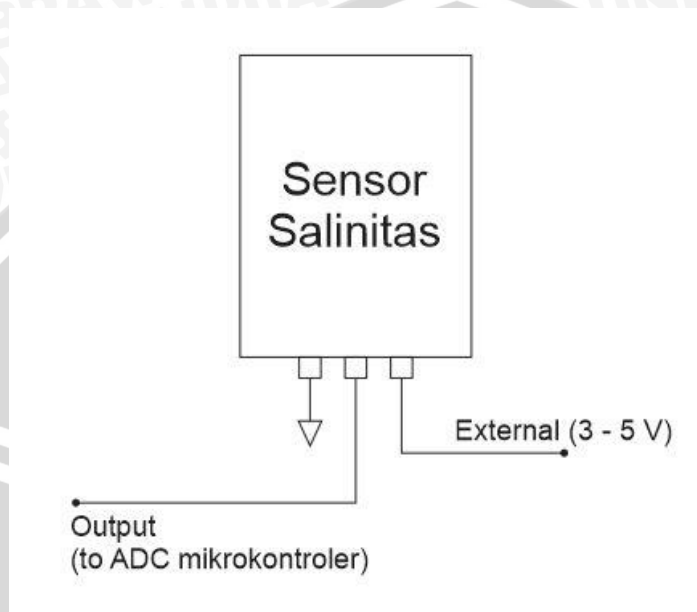 Sensor
Salinitas
External (3 - 5 V)
Output
(to ADC mikrokontroler)